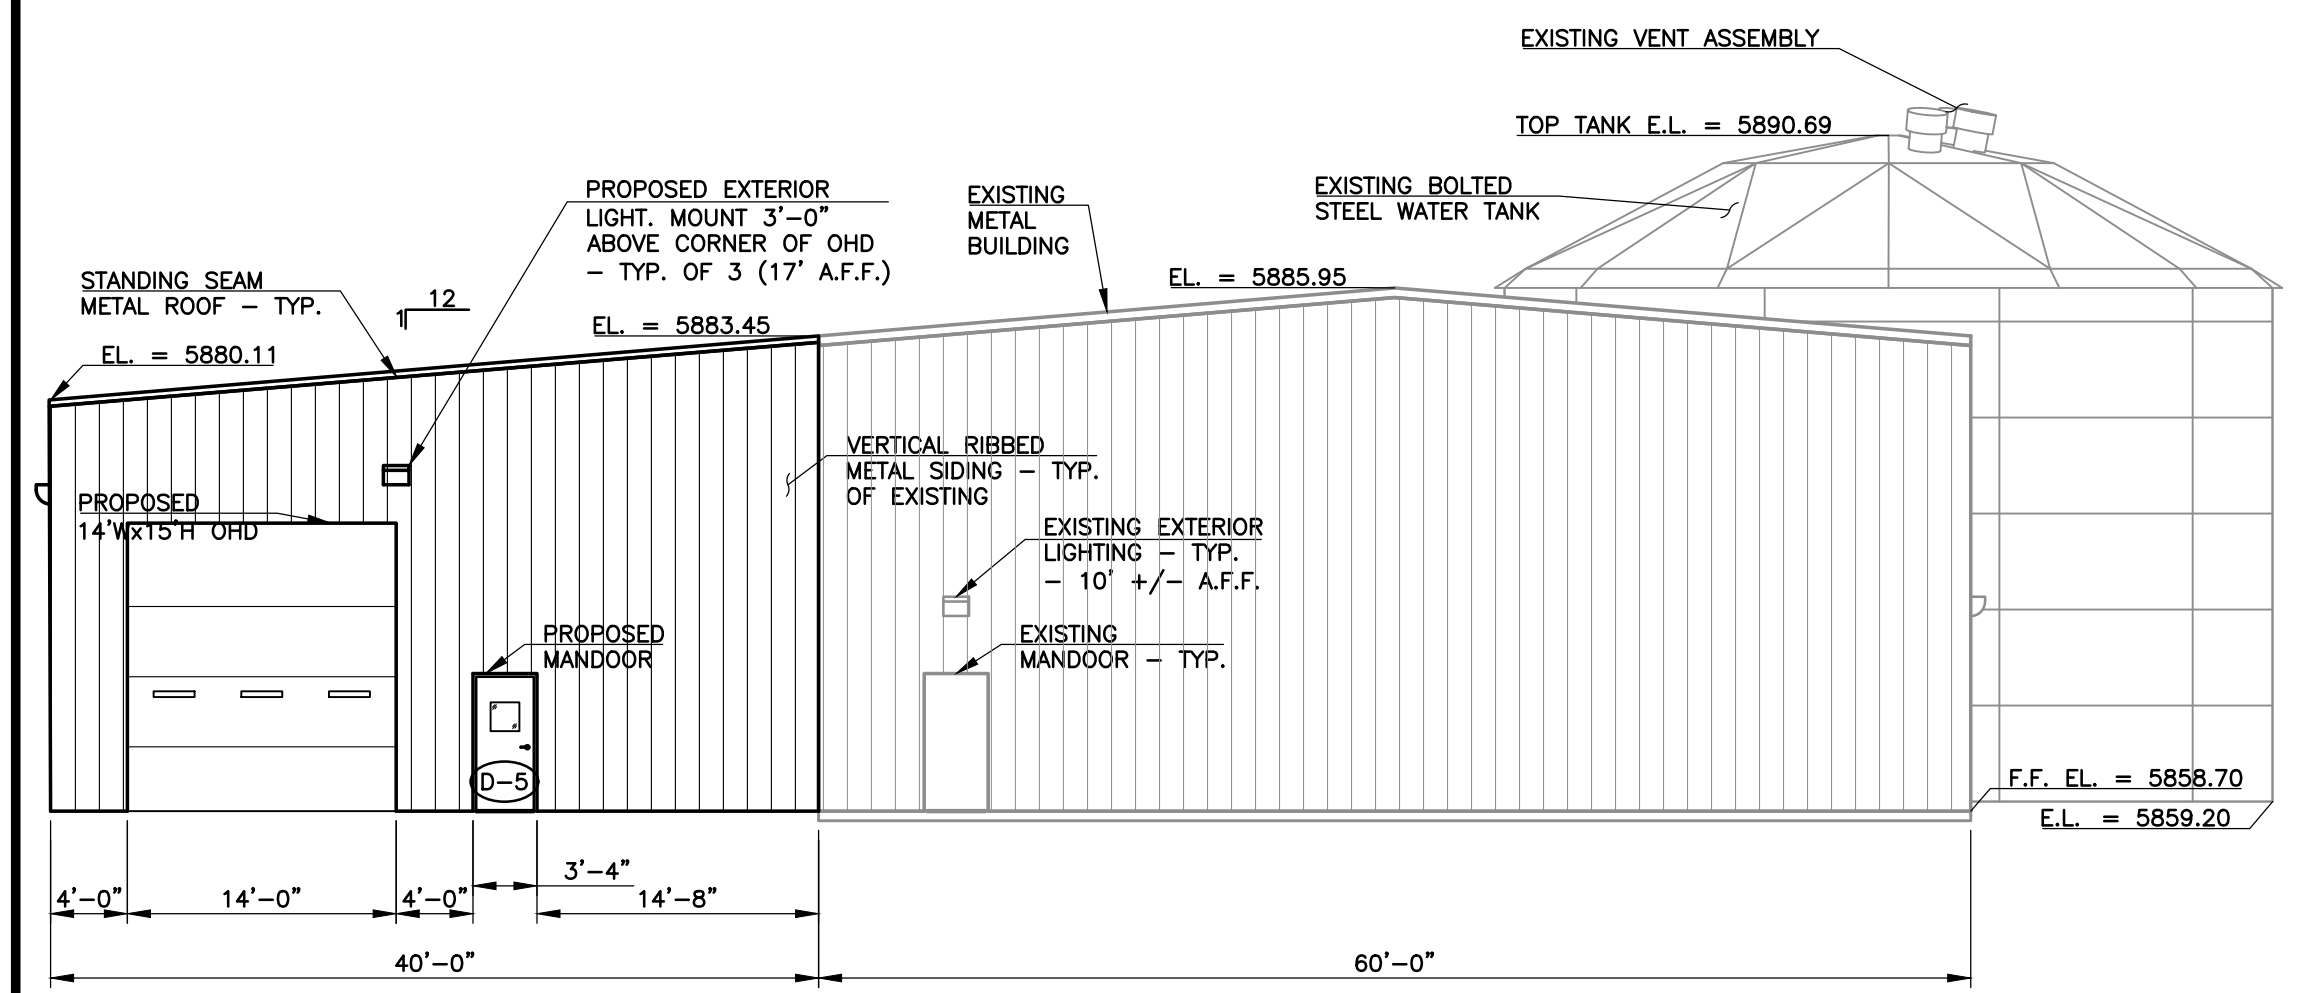 EXISTING VENT ASSEMBLY
TOP TANK E.L. = 5890.69
EXISTING BOLTED
STEEL WATER TANK
PROPOSED EXTERIOR
LIGHT. MOUNT 3'-0"
ABOVE CORNER OF OHD
- TYP. OF 3 (17' A.F.F.)
EXISTING
METAL
BUILDING
EL. = 5885.95
STANDING SEAM
METAL ROOF - TYP.
12
1
EL. = 5883.45
EL. = 5880.11
VERTICAL RIBBED
METAL SIDING - TYP.
OF EXISTING
PROPOSED
14'Wx15'H OHD
EXISTING EXTERIOR
LIGHTING - TYP.
- 10' +/- A.F.F.
PROPOSED
MANDOOR
EXISTING
MANDOOR - TYP.
D-5
F.F. EL. = 5858.70
E.L. = 5859.20
3'-4"
4'-0"
14'-0"
4'-0"
14'-8"
40'-0"
60'-0"